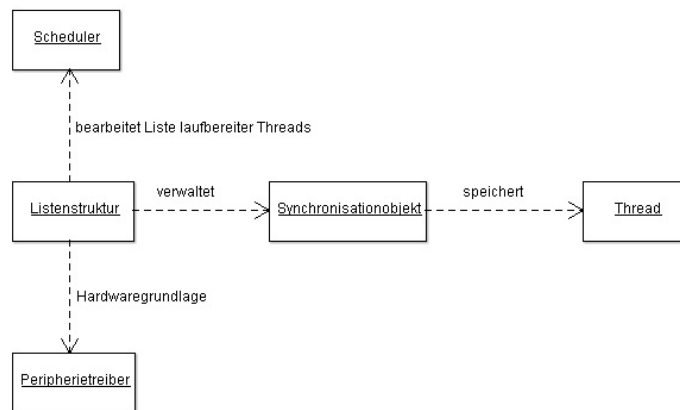 Scheduler
bearbeitet Liste laufbereiter Threads
Listenstruktur
verwaltet
Synchronisationobjekt
speichert
Thread
Hardwaregrundlage
Peripherietreiber